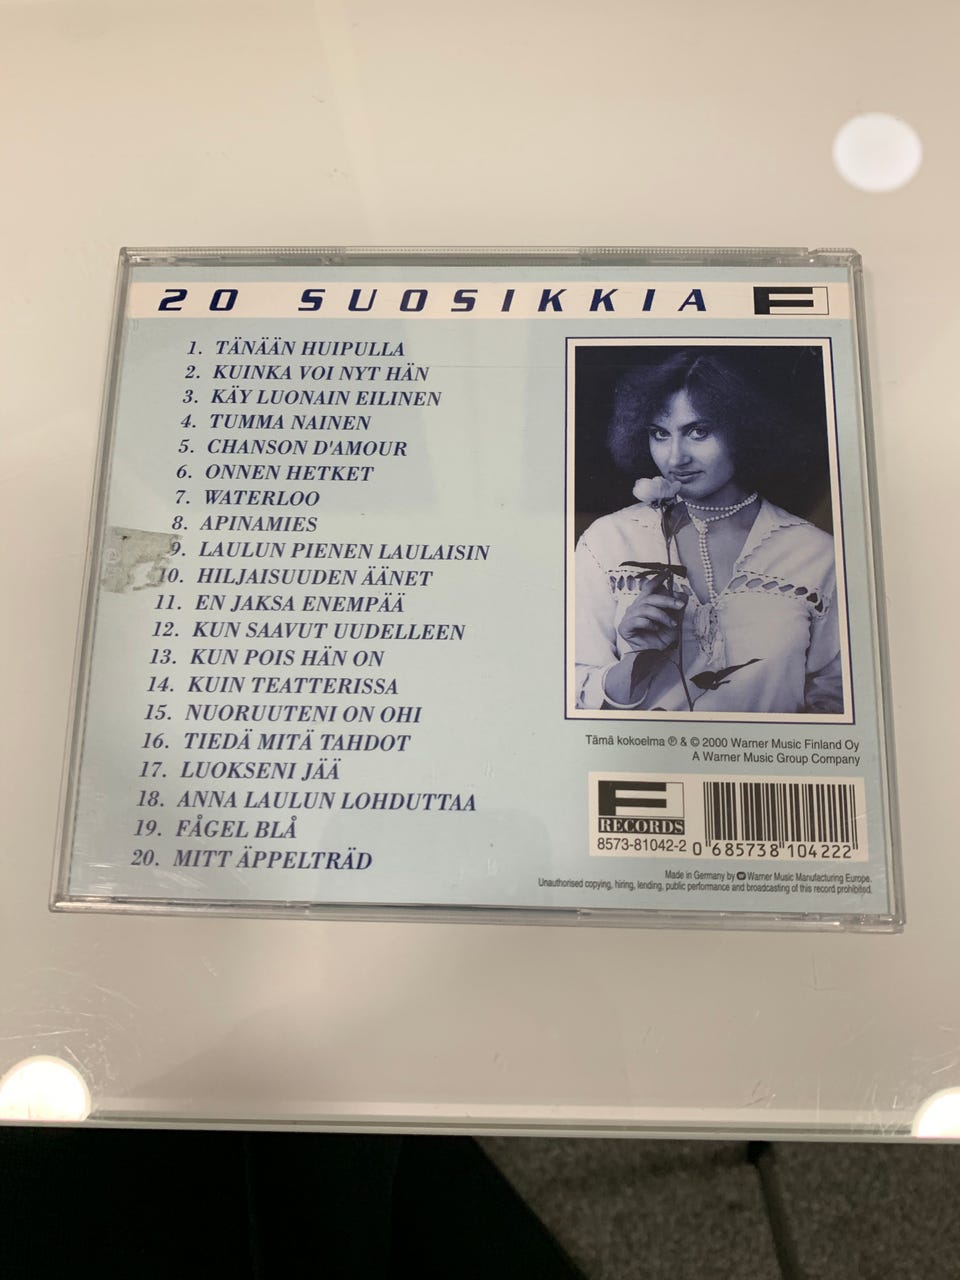 20 SUOSIKKIA F
1. TÄNÄÄN HUIPULLA
2. KUINKA VOI NYT HÄN
3. KÄY LUONAIN EILINEN
4. TUMMA NAINEN
5. CHANSON D'AMOUR
6. ONNEN HETKET
7. WATERLOO
8. APINAMIES
9. LAULUN PIENEN LAULAISIN
10. HILJAISUUDEN ÄÄNET
11. EN JAKSA ENEMPÄÄ
12. KUN SAAVUT UUDELLEEN
13. KUN POIS HÄN ON
14. KUIN TEATTERISSA
15. NUORUUTENI ON OHI
16. TIEDÄ MITÄ TAHDOT
17. LUOKSENI JÄÄ
18. ANNA LAULUN LOHDUTTAA
19. FÅGEL BLÅ
20. MITT ÄPPELTRÄD
Tämä kokoelma ℗ & © 2000 Warner Music Finland Oy
A Warner Music Group Company
F
RECORDS
8573-81042-2
0 685738 104222
Made in Germany by Warner Music Manufacturing Europe.
Unauthorised copying, hiring, lending, public performance and broadcasting of this record prohibited.